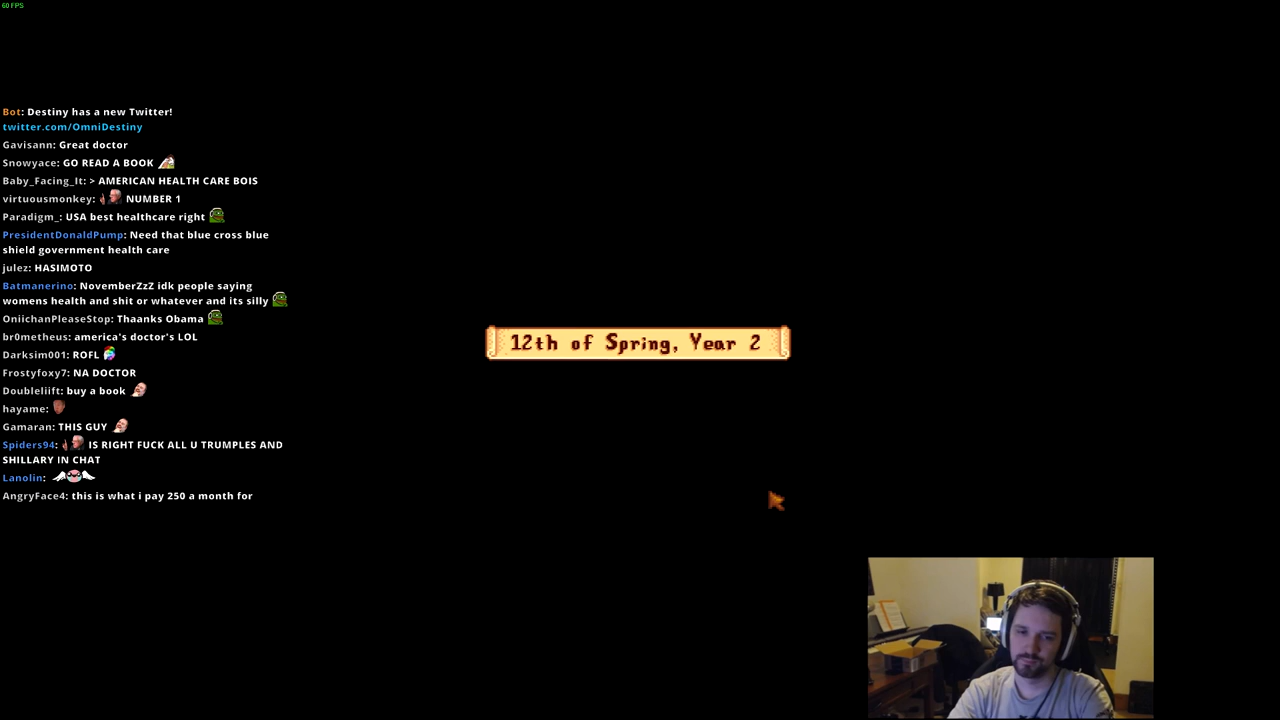 60 FPS
Bot: Destiny has a new Twitter!
twitter.com/OmniDestiny
Gavisann: Great doctor
Snowyace: GO READ A BOOK
Baby_Facing_It: > AMERICAN HEALTH CARE BOIS
virtuousmonkey: NUMBER 1
Paradigm_: USA best healthcare right
PresidentDonaldPump: Need that blue cross blue
shield government health care
julez: HASIMOTO
Batmanerino: NovemberZzZ idk people saying
womens health and shit or whatever and its silly
OniichanPleaseStop: Thaanks Obama
br0metheus: america's doctor's LOL
Darksim001: ROFL
Frostyfoxy7: NA DOCTOR
Doubleliift: buy a book
hayame:
Gamaran: THIS GUY
Spiders94: IS RIGHT FUCK ALL U TRUMPLES AND
SHILLARY IN CHAT
Lanolin:
AngryFace4: this is what i pay 250 a month for
12th of Spring, Year 2